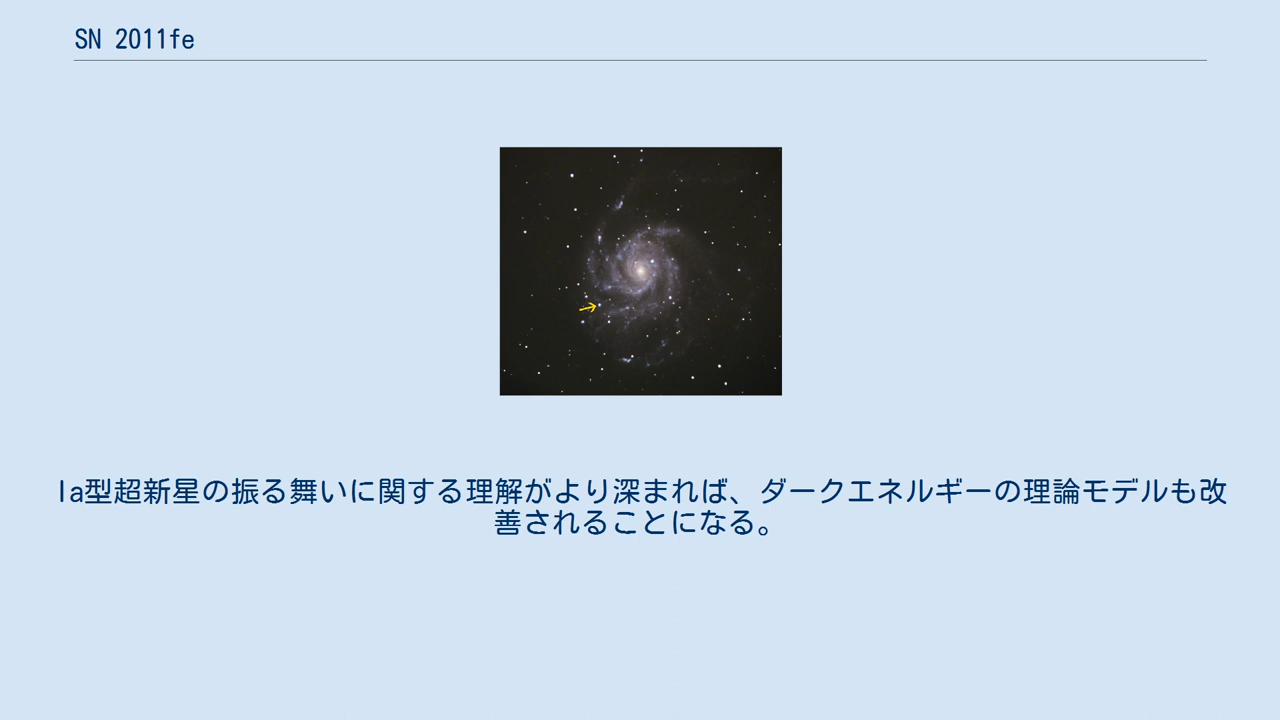 SN 2011fe
Ia型超新星の振る舞いに関する理解がより深まれば、ダークエネルギーの理論モデルも改
善されることになる。